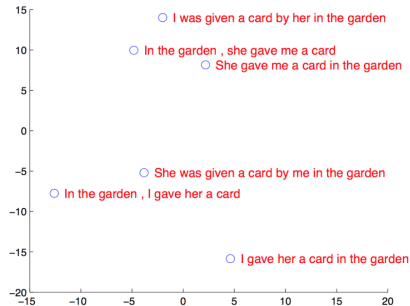 15
I was given a card by her in the garden
10
In the garden , she gave me a card
She gave me a card in the garden
5
0
−5
She was given a card by me in the garden
In the garden , I gave her a card
−10
−15
I gave her a card in the garden
−20
−15 −10 −5 0 5 10 15 20